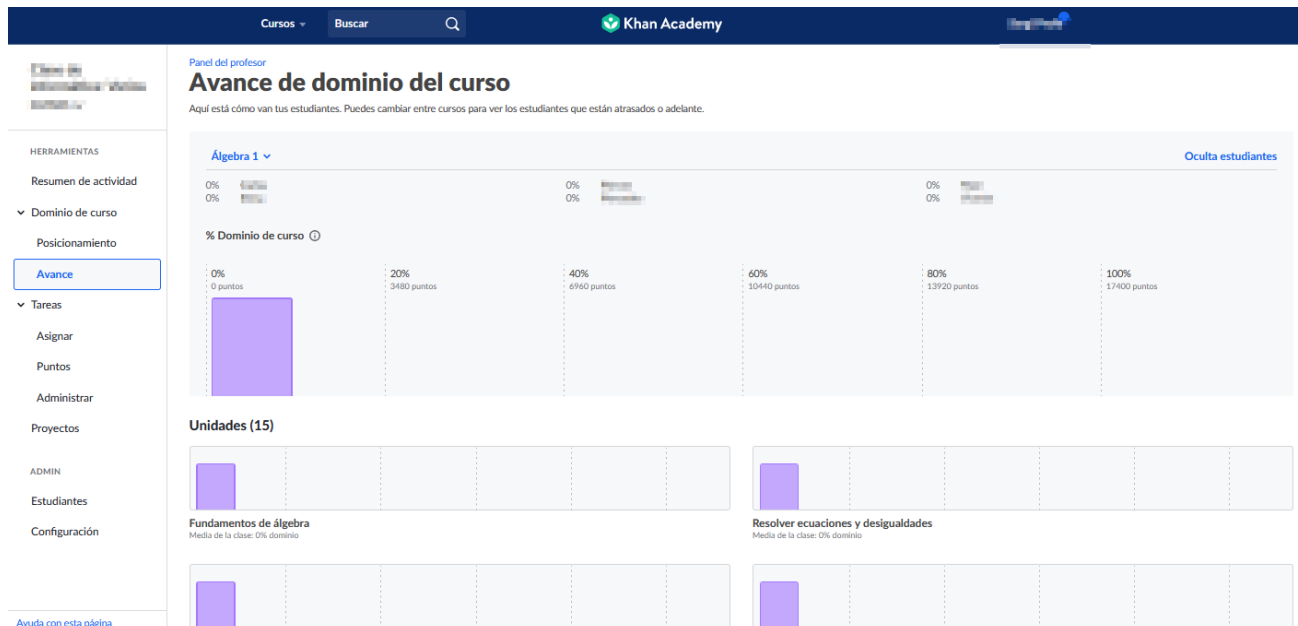 Cursos
Buscar
Khan Academy
HERRAMIENTAS
Resumen de actividad
Dominio de curso
Posicionamiento
Avance
Tareas
Asignar
Puntos
Administrar
Proyectos
ADMIN
Estudiantes
Configuración
Ayuda con esta página
Panel del profesor
Avance de dominio del curso
Aquí está cómo van tus estudiantes. Puedes cambiar entre cursos para ver los estudiantes que están atrasados o adelante.
Álgebra 1
Oculta estudiantes
0%
0%
0%
0%
0%
0%
% Dominio de curso
0%
0 puntos
20%
3480 puntos
40%
6960 puntos
60%
10440 puntos
80%
13920 puntos
100%
17400 puntos
Unidades (15)
Fundamentos de álgebra
Media de la clase: 0% dominio
Resolver ecuaciones y desigualdades
Media de la clase: 0% dominio